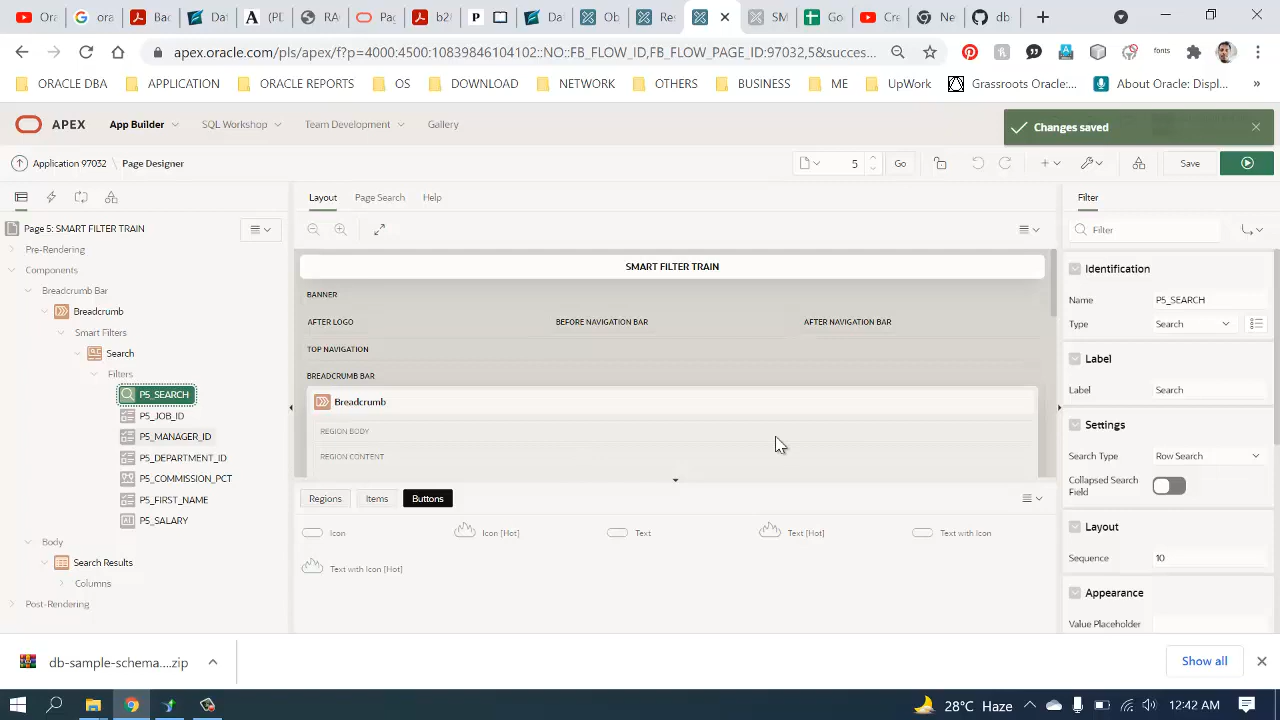 Or
ora
Dat
(PD
RA
Pag
b2
P
Da
Ob
Re
SM
Go
Cre
Ne
db
apex.oracle.com/pls/apex/f?p=4000:4500:10839846104102::NO::FB_FLOW_ID,FB_FLOW_PAGE_ID:97032,5&succes...
fonts
ORACLE DBA
APPLICATION
ORACLE REPORTS
OS
DOWNLOAD
NETWORK
OTHERS
BUSINESS
ME
UpWork
Grassroots Oracle:...
About Oracle: Displ...
»
APEX
App Builder
SQL Workshop
Team Development
Gallery
Changes saved
Application 97032
Page Designer
5
Go
Save
Layout
Page Search
Help
Filter
Page 5: SMART FILTER TRAIN
Filter
Pre-Rendering
Components
Breadcrumb Bar
Breadcrumb
Smart Filters
Search
Filters
P5_SEARCH
P5_JOB_ID
P5_MANAGER_ID
P5_DEPARTMENT_ID
P5_COMMISSION_PCT
P5_FIRST_NAME
P5_SALARY
Body
Search Results
Columns
Post-Rendering
SMART FILTER TRAIN
BANNER
AFTER LOGO
BEFORE NAVIGATION BAR
AFTER NAVIGATION BAR
TOP NAVIGATION
BREADCRUMB BAR
Breadcrumb
REGION BODY
REGION CONTENT
Regions
Items
Buttons
Icon
Icon [Hot]
Text
Text [Hot]
Text with Icon
Text with Icon [Hot]
Identification
Name P5_SEARCH
Type Search
Label
Label Search
Settings
Search Type Row Search
Collapsed Search
Field
Layout
Sequence 10
Appearance
Value Placeholder
db-sample-schema....zip
Show all
28°C Haze
12:42 AM